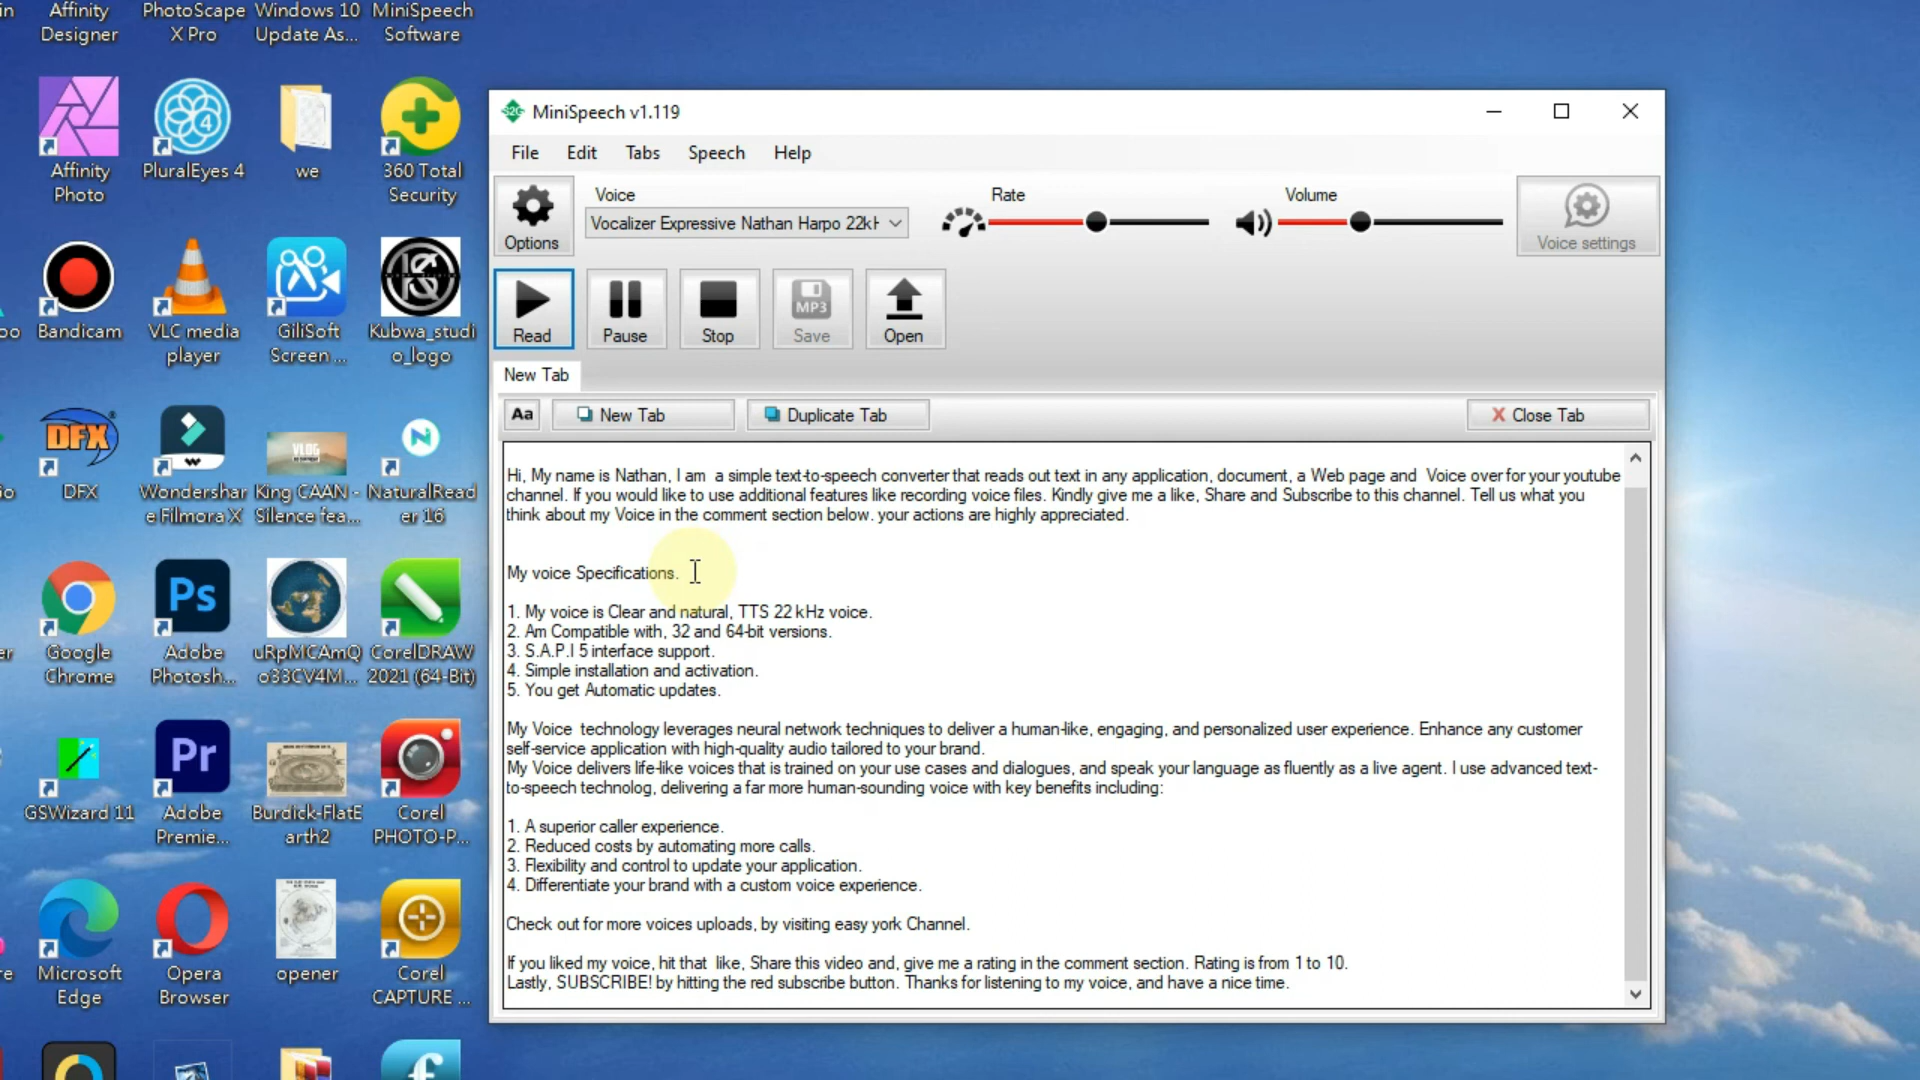 Affinity
Designer
PhotoScape
X Pro
Windows 10
Update As...
MiniSpeech
Software
Affinity
Photo
PluralEyes 4
we
360 Total
Security
Bandicam
VLC media
player
GiliSoft
Screen ...
Kubwa_studi
o_logo
DFX
DFX
Wondershar
e Filmora X
VLOG
King CAAN -
Silence fea...
NaturalRead
er 16
Google
Chrome
Ps
Adobe
Photosh...
uRpMCAmQ
o33CV4M...
CorelDRAW
2021 (64-Bit)
GSWizard 11
Pr
Adobe
Premie...
Burdick-FlatE
arth2
Corel
PHOTO-P...
Microsoft
Edge
Opera
Browser
opener
Corel
CAPTURE ...
MiniSpeech v1.119
File Edit Tabs Speech Help
Options
Voice
Vocalizer Expressive Nathan Harpo 22kH
Rate
Volume
Voice settings
Read
Pause
Stop
MP3
Save
Open
New Tab
Aa
New Tab
Duplicate Tab
X Close Tab
Hi, My name is Nathan, I am  a simple text-to-speech converter that reads out text in any application, document, a Web page and  Voice over for your youtube
channel. If you would like to use additional features like recording voice files. Kindly give me a like, Share and Subscribe to this channel. Tell us what you
think about my Voice in the comment section below. your actions are highly appreciated.
My voice Specifications.
1. My voice is Clear and natural, TTS 22 kHz voice.
2. Am Compatible with, 32 and 64-bit versions.
3. S.A.P.I 5 interface support.
4. Simple installation and activation.
5. You get Automatic updates.
My Voice  technology leverages neural network techniques to deliver a human-like, engaging, and personalized user experience. Enhance any customer
self-service application with high-quality audio tailored to your brand.
My Voice delivers life-like voices that is trained on your use cases and dialogues, and speak your language as fluently as a live agent. I use advanced text-
to-speech technolog, delivering a far more human-sounding voice with key benefits including:
1. A superior caller experience.
2. Reduced costs by automating more calls.
3. Flexibility and control to update your application.
4. Differentiate your brand with a custom voice experience.
Check out for more voices uploads, by visiting easy york Channel.
If you liked my voice, hit that  like, Share this video and, give me a rating in the comment section. Rating is from 1 to 10.
Lastly, SUBSCRIBE! by hitting the red subscribe button. Thanks for listening to my voice, and have a nice time.